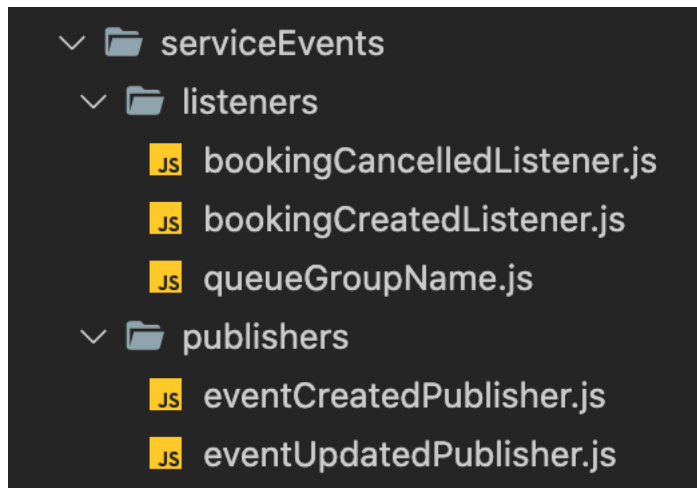 serviceEvents
listeners
JS bookingCancelledListener.js
JS bookingCreatedListener.js
JS queueGroupName.js
publishers
JS eventCreatedPublisher.js
JS eventUpdatedPublisher.js